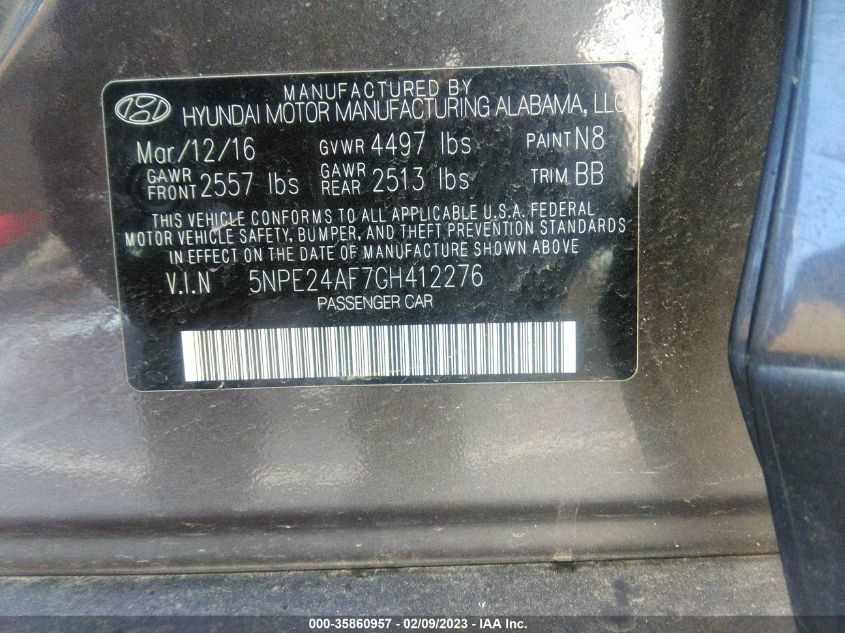 MANUFACTURED BY
HYUNDAI MOTOR MANUFACTURING ALABAMA, LLC
Mar/12/16 GVWR 4497 lbs PAINT N8
GAWR FRONT 2557 lbs GAWR REAR 2513 lbs TRIM BB
THIS VEHICLE CONFORMS TO ALL APPLICABLE U.S.A. FEDERAL
MOTOR VEHICLE SAFETY, BUMPER, AND THEFT PREVENTION STANDARDS
IN EFFECT ON THE DATE OF MANUFACTURE SHOWN ABOVE
V.I.N 5NPE24AF7GH412276
PASSENGER CAR
000-35860957 - 02/09/2023 - IAA Inc.